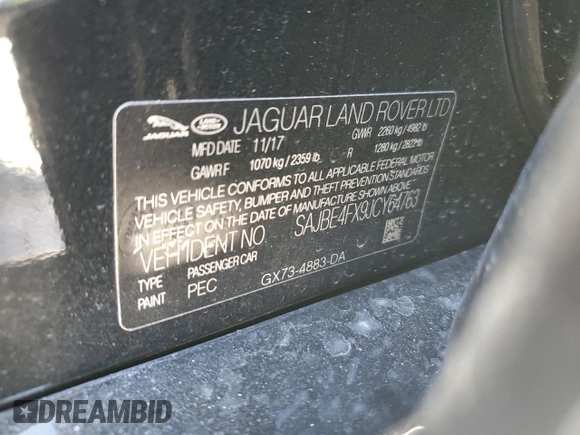 JAGUAR LAND ROVER LTD
JAGUAR
MFD DATE 11/17 GVWR 2260 kg / 4982 lb
GAWR F 1070 kg / 2359 lb R 1280 kg / 2822 lb
THIS VEHICLE CONFORMS TO ALL APPLICABLE FEDERAL MOTOR
VEHICLE SAFETY, BUMPER AND THEFT PREVENTION STANDARDS
IN EFFECT ON THE DATE OF MANUFACTURE SHOWN ABOVE
VEH IDENT NO. SAJBE4FX9JCY64763
TYPE PASSENGER CAR
PAINT PEC GX73-4883-DA
DREAMBID